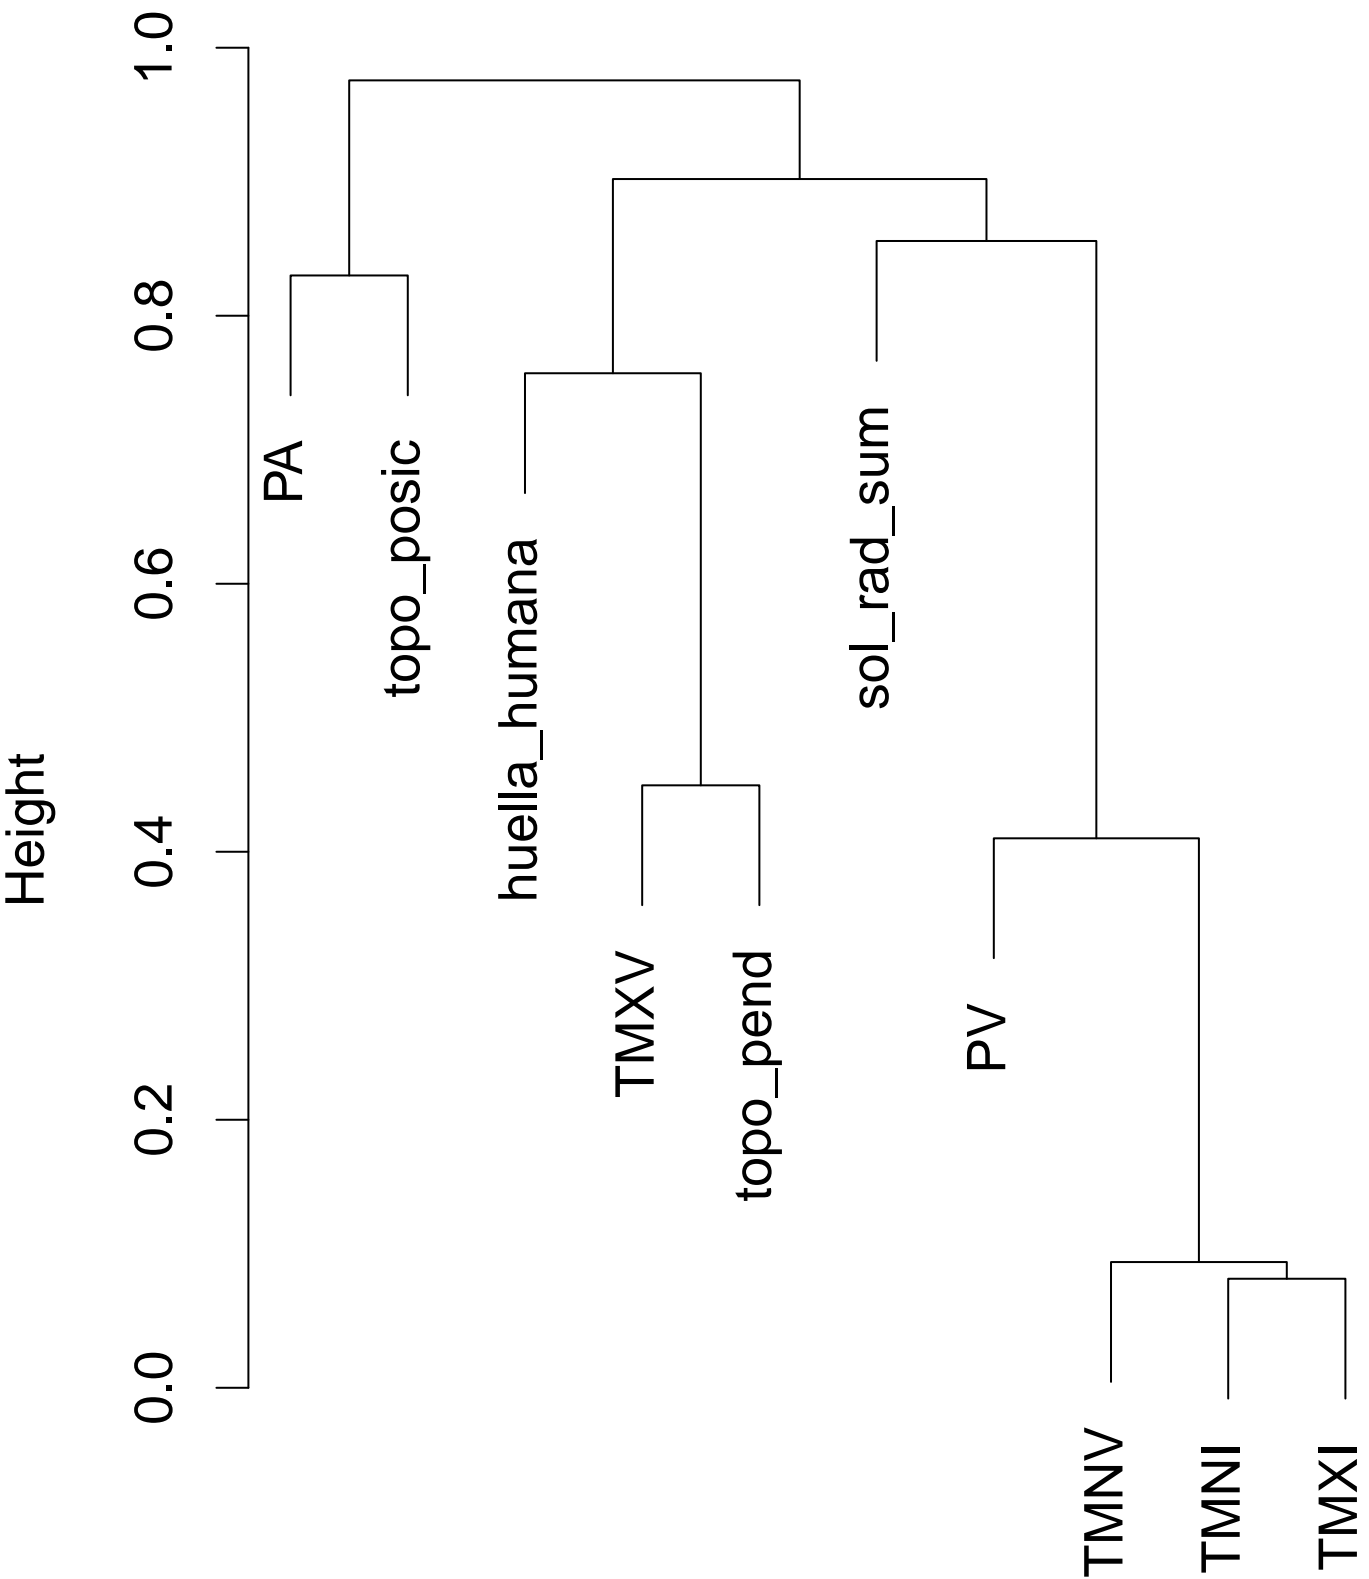 Height
1.0
0.8
0.6
0.4
0.2
0.0
PA
topo_posic
huella_humana
TMXV
topo_pend
sol_rad_sum
PV
TMNV
TMNI
TMXI